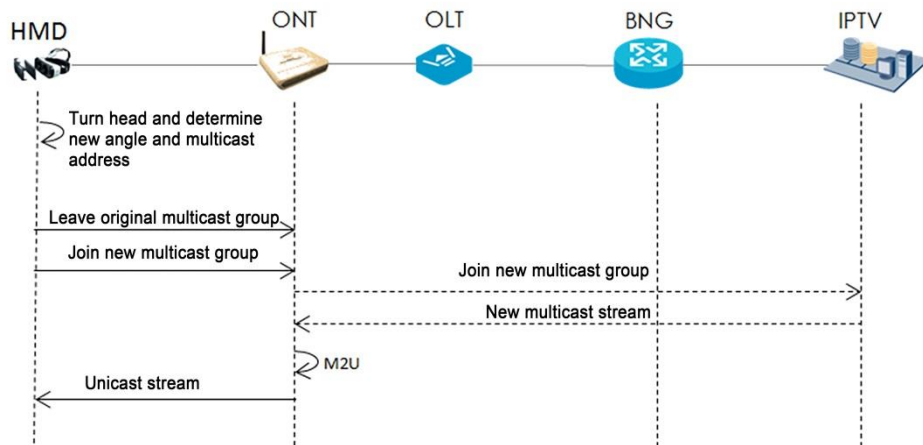 HMD
ONT
OLT
BNG
IPTV
Turn head and determine
new angle and multicast
address
Leave original multicast group
Join new multicast group
Join new multicast group
New multicast stream
M2U
Unicast stream